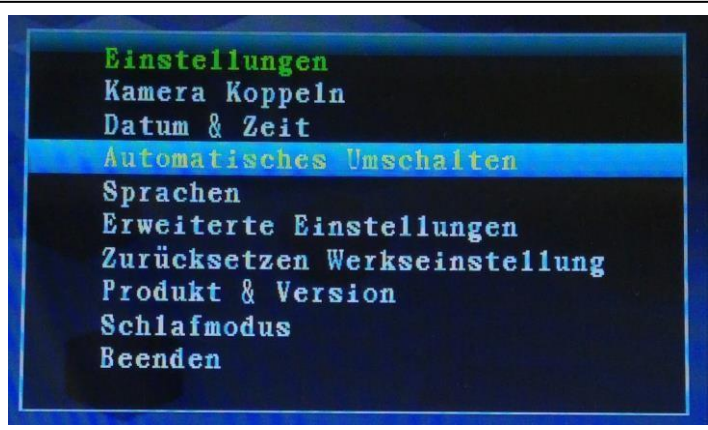 Einstellungen
Kamera Koppeln
Datum & Zeit
Automatisches Umschalten
Sprachen
Erweiterte Einstellungen
Zurücksetzen Werkseinstellung
Produkt & Version
Schlafmodus
Beenden